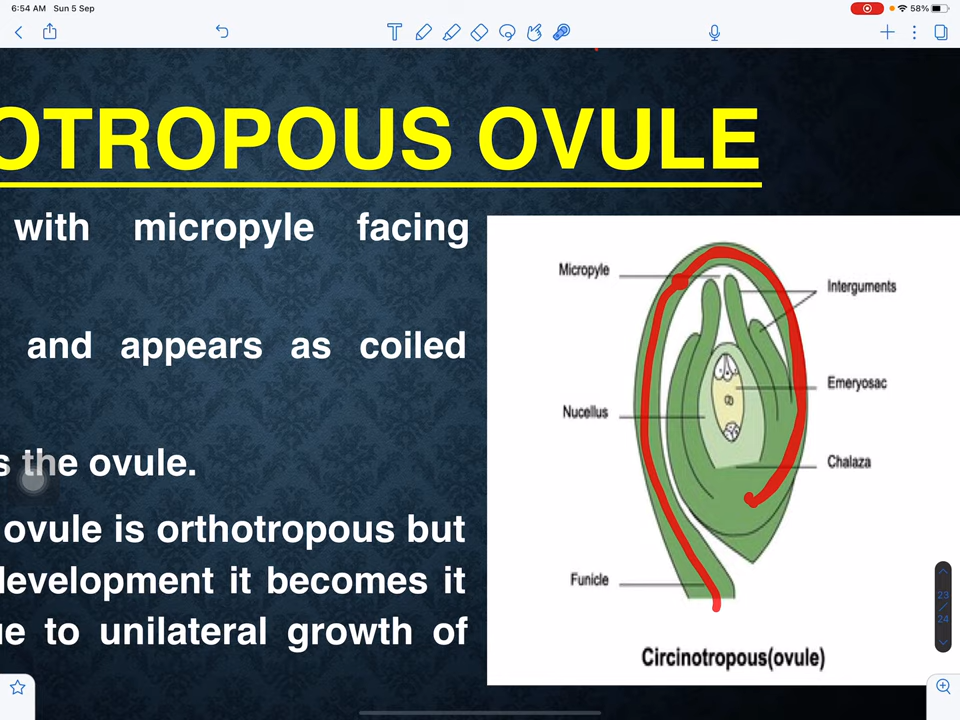 6:54 AM Sun 5 Sep
58%
OTROPOUS OVULE
with micropyle facing
and appears as coiled
s the ovule.
ovule is orthotropous but
development it becomes it
ue to unilateral growth of
Micropyle
Interguments
Emeryosac
Nucellus
Chalaza
Funicle
Circinotropous(ovule)
23
/
24